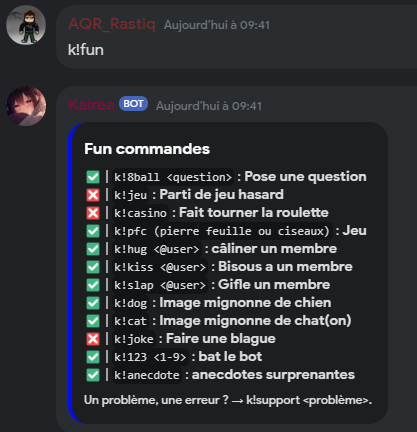 AQR_Rastiq Aujourd'hui à 09:41
k!fun
Keirea BOT Aujourd'hui à 09:41
Fun commandes
✅ | k!8ball <question> : Pose une question
❌ | k!jeu : Parti de jeu hasard
❌ | k!casino : Fait tourner la roulette
✅ | k!pfc (pierre feuille ou ciseaux) : Jeu
✅ | k!hug <@user> : câliner un membre
✅ | k!kiss <@user> : Bisous a un membre
✅ | k!slap <@user> : Gifle un membre
✅ | k!dog : Image mignonne de chien
✅ | k!cat : Image mignonne de chat(on)
❌ | k!joke : Faire une blague
✅ | k!123 <1-9> : bat le bot
✅ | k!anecdote : anecdotes surprenantes
Un problème, une erreur ? → k!support <problème>.